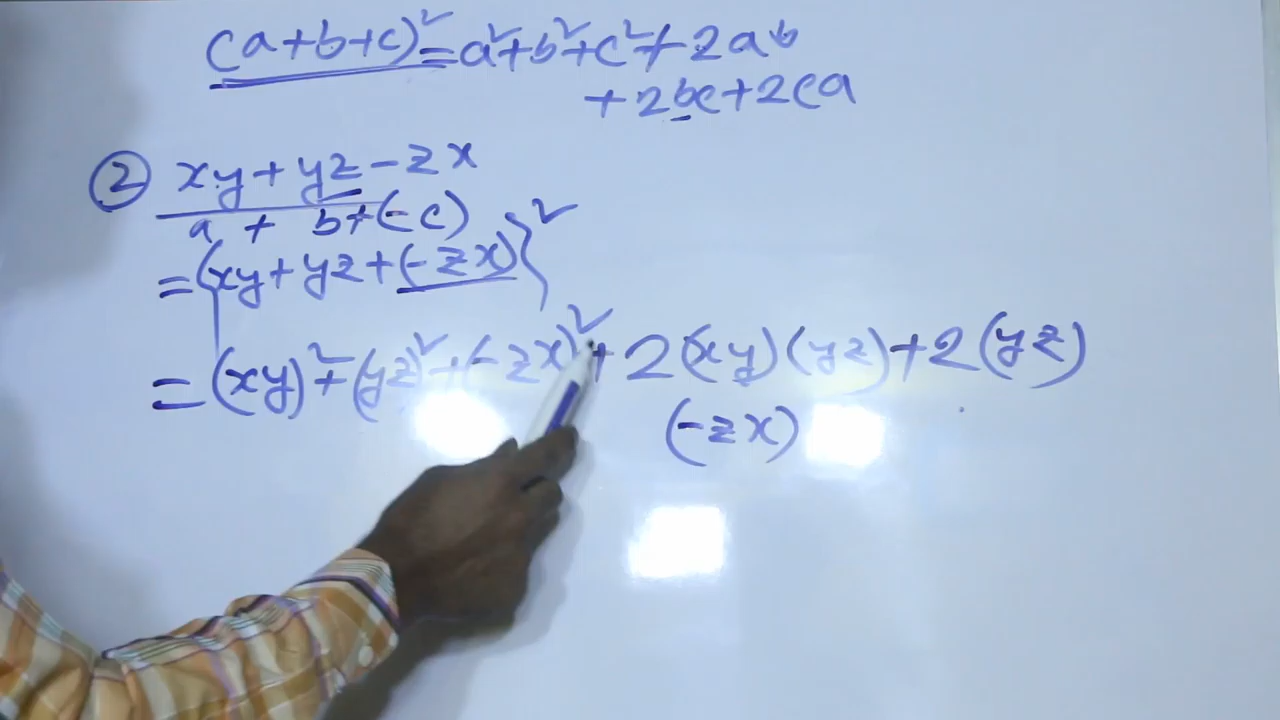 (a+b+c)²=a²+b²+c²+2ab
+2bc+2ca
② xy+yz-zx
a + b+(-c)
={xy+yz+(-zx)}²
=(xy)²+(yz)²+(-zx)²+2(xy)(yz)+2(yz)
(-zx)